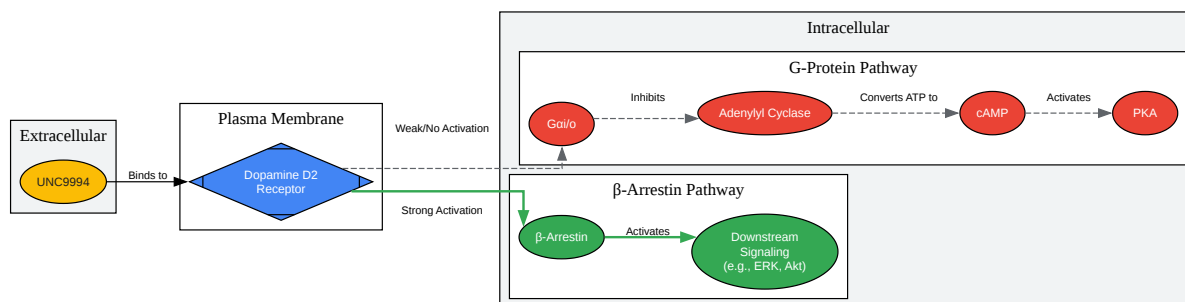 Intracellular
G-Protein Pathway
Gαi/o
Inhibits
Adenylyl Cyclase
Converts ATP to
cAMP
Activates
PKA
Extracellular
UNC9994
Binds to
Plasma Membrane
Dopamine D2
Receptor
Weak/No Activation
Strong Activation
β-Arrestin Pathway
β-Arrestin
Activates
Downstream
Signaling
(e.g., ERK, Akt)